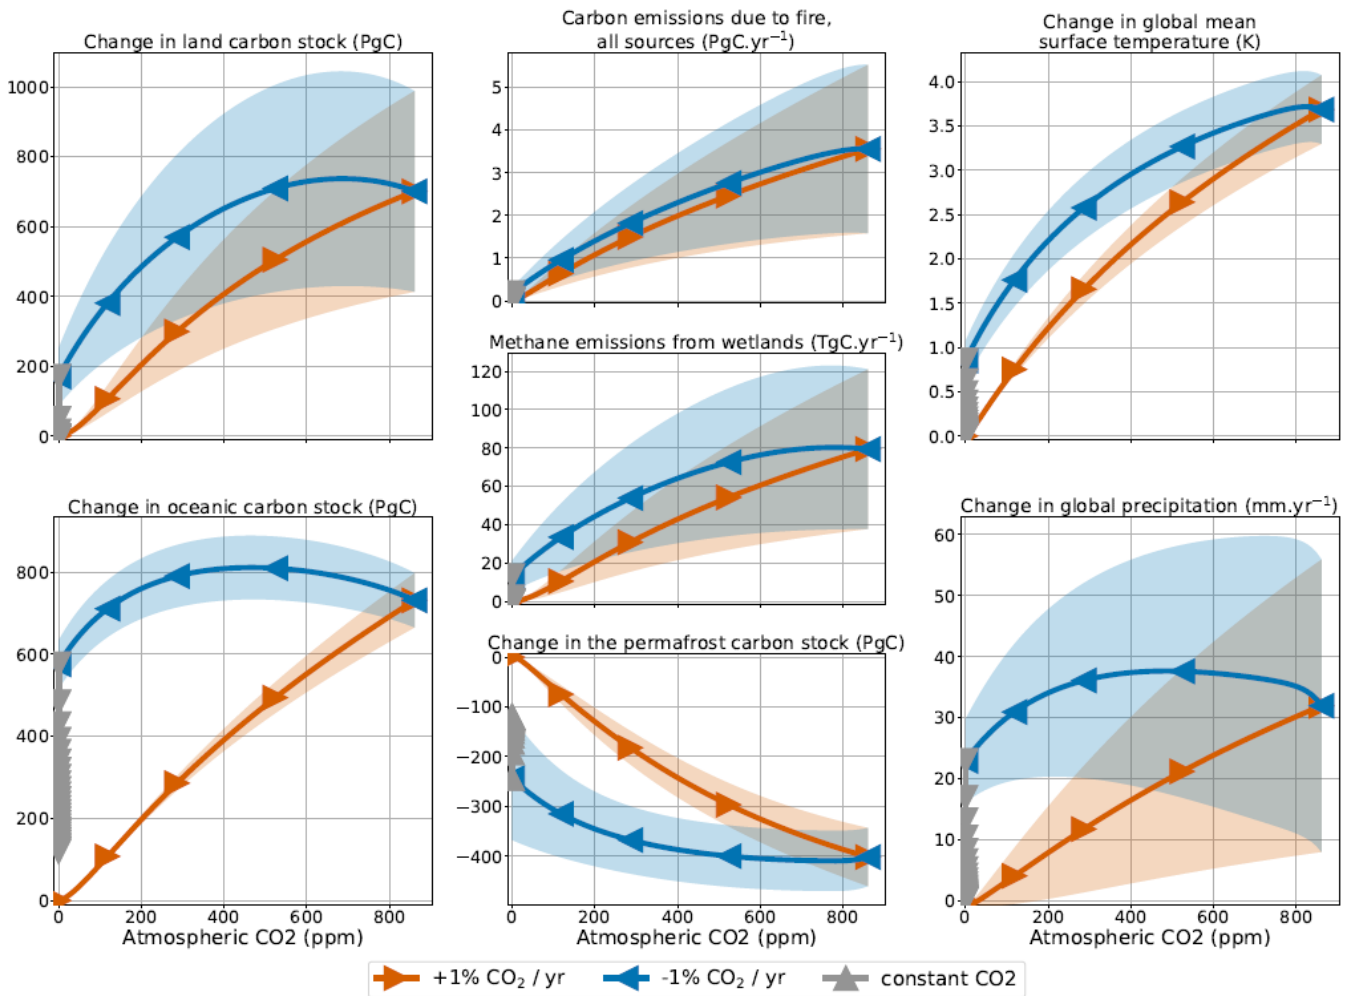 Change in land carbon stock (PgC)
1000
800
600
400
200
0
Carbon emissions due to fire,
all sources (PgC.yr⁻¹)
5
4
3
2
1
0
Change in global mean
surface temperature (K)
4.0
3.5
3.0
2.5
2.0
1.5
1.0
0.5
0.0
Methane emissions from wetlands (TgC.yr⁻¹)
120
100
80
60
40
20
0
Change in oceanic carbon stock (PgC)
800
600
400
200
0
0 200 400 600 800
Atmospheric CO2 (ppm)
Change in the permafrost carbon stock (PgC)
0
−100
−200
−300
−400
0 200 400 600 800
Atmospheric CO2 (ppm)
Change in global precipitation (mm.yr⁻¹)
60
50
40
30
20
10
0
0 200 400 600 800
Atmospheric CO2 (ppm)
+1% CO₂ / yr -1% CO₂ / yr constant CO2